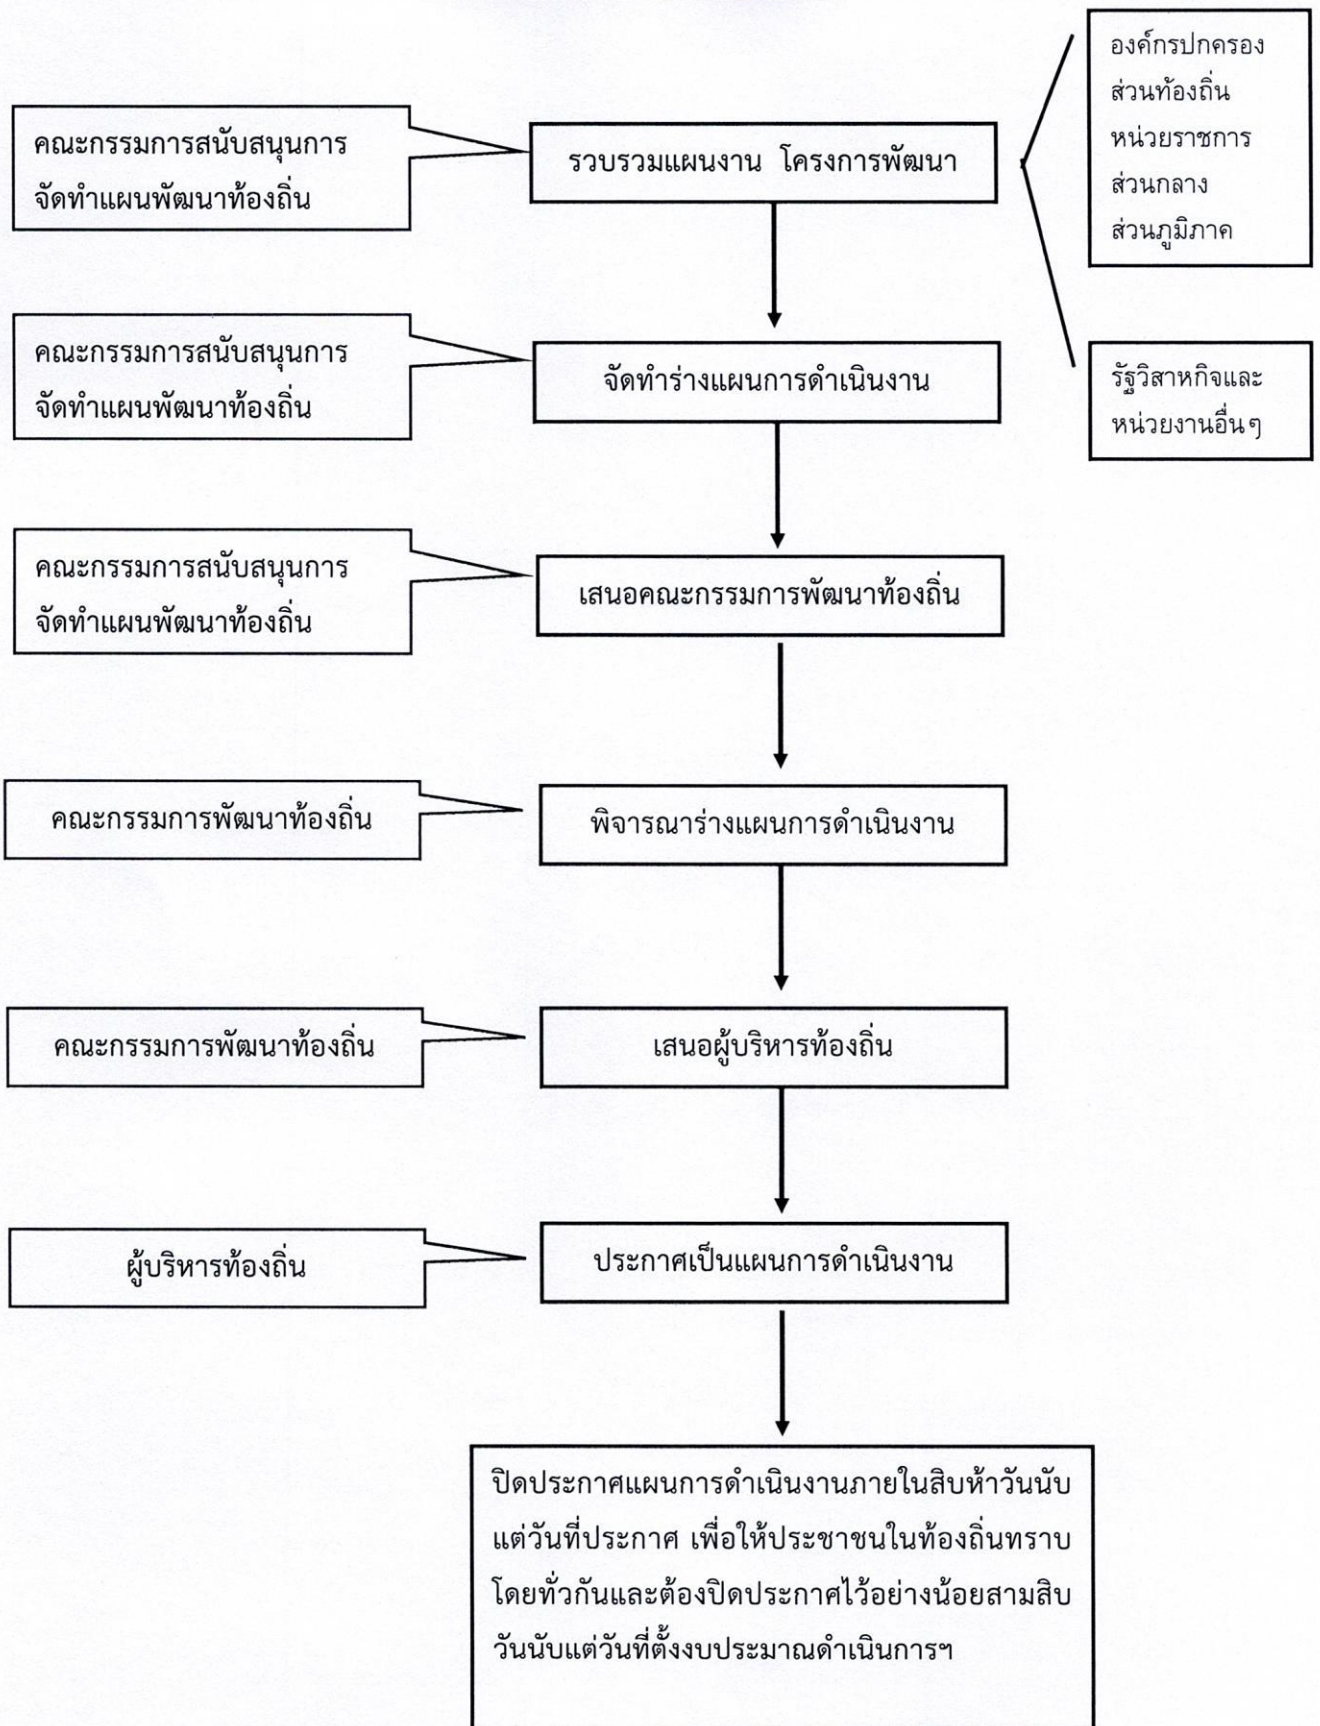 องค์กรปกครอง
ส่วนท้องถิ่น
หน่วยราชการ
ส่วนกลาง
ส่วนภูมิภาค
คณะกรรมการสนับสนุนการ
จัดทำแผนพัฒนาท้องถิ่น
รวบรวมแผนงาน โครงการพัฒนา
คณะกรรมการสนับสนุนการ
จัดทำแผนพัฒนาท้องถิ่น
จัดทำร่างแผนการดำเนินงาน
รัฐวิสาหกิจและ
หน่วยงานอื่นๆ
คณะกรรมการสนับสนุนการ
จัดทำแผนพัฒนาท้องถิ่น
เสนอคณะกรรมการพัฒนาท้องถิ่น
คณะกรรมการพัฒนาท้องถิ่น
พิจารณาร่างแผนการดำเนินงาน
คณะกรรมการพัฒนาท้องถิ่น
เสนอผู้บริหารท้องถิ่น
ผู้บริหารท้องถิ่น
ประกาศเป็นแผนการดำเนินงาน
ปิดประกาศแผนการดำเนินงานภายในสิบห้าวันนับ
แต่วันที่ประกาศ เพื่อให้ประชาชนในท้องถิ่นทราบ
โดยทั่วกันและต้องปิดประกาศไว้อย่างน้อยสามสิบ
วันนับแต่วันที่ตั้งงบประมาณดำเนินการฯ